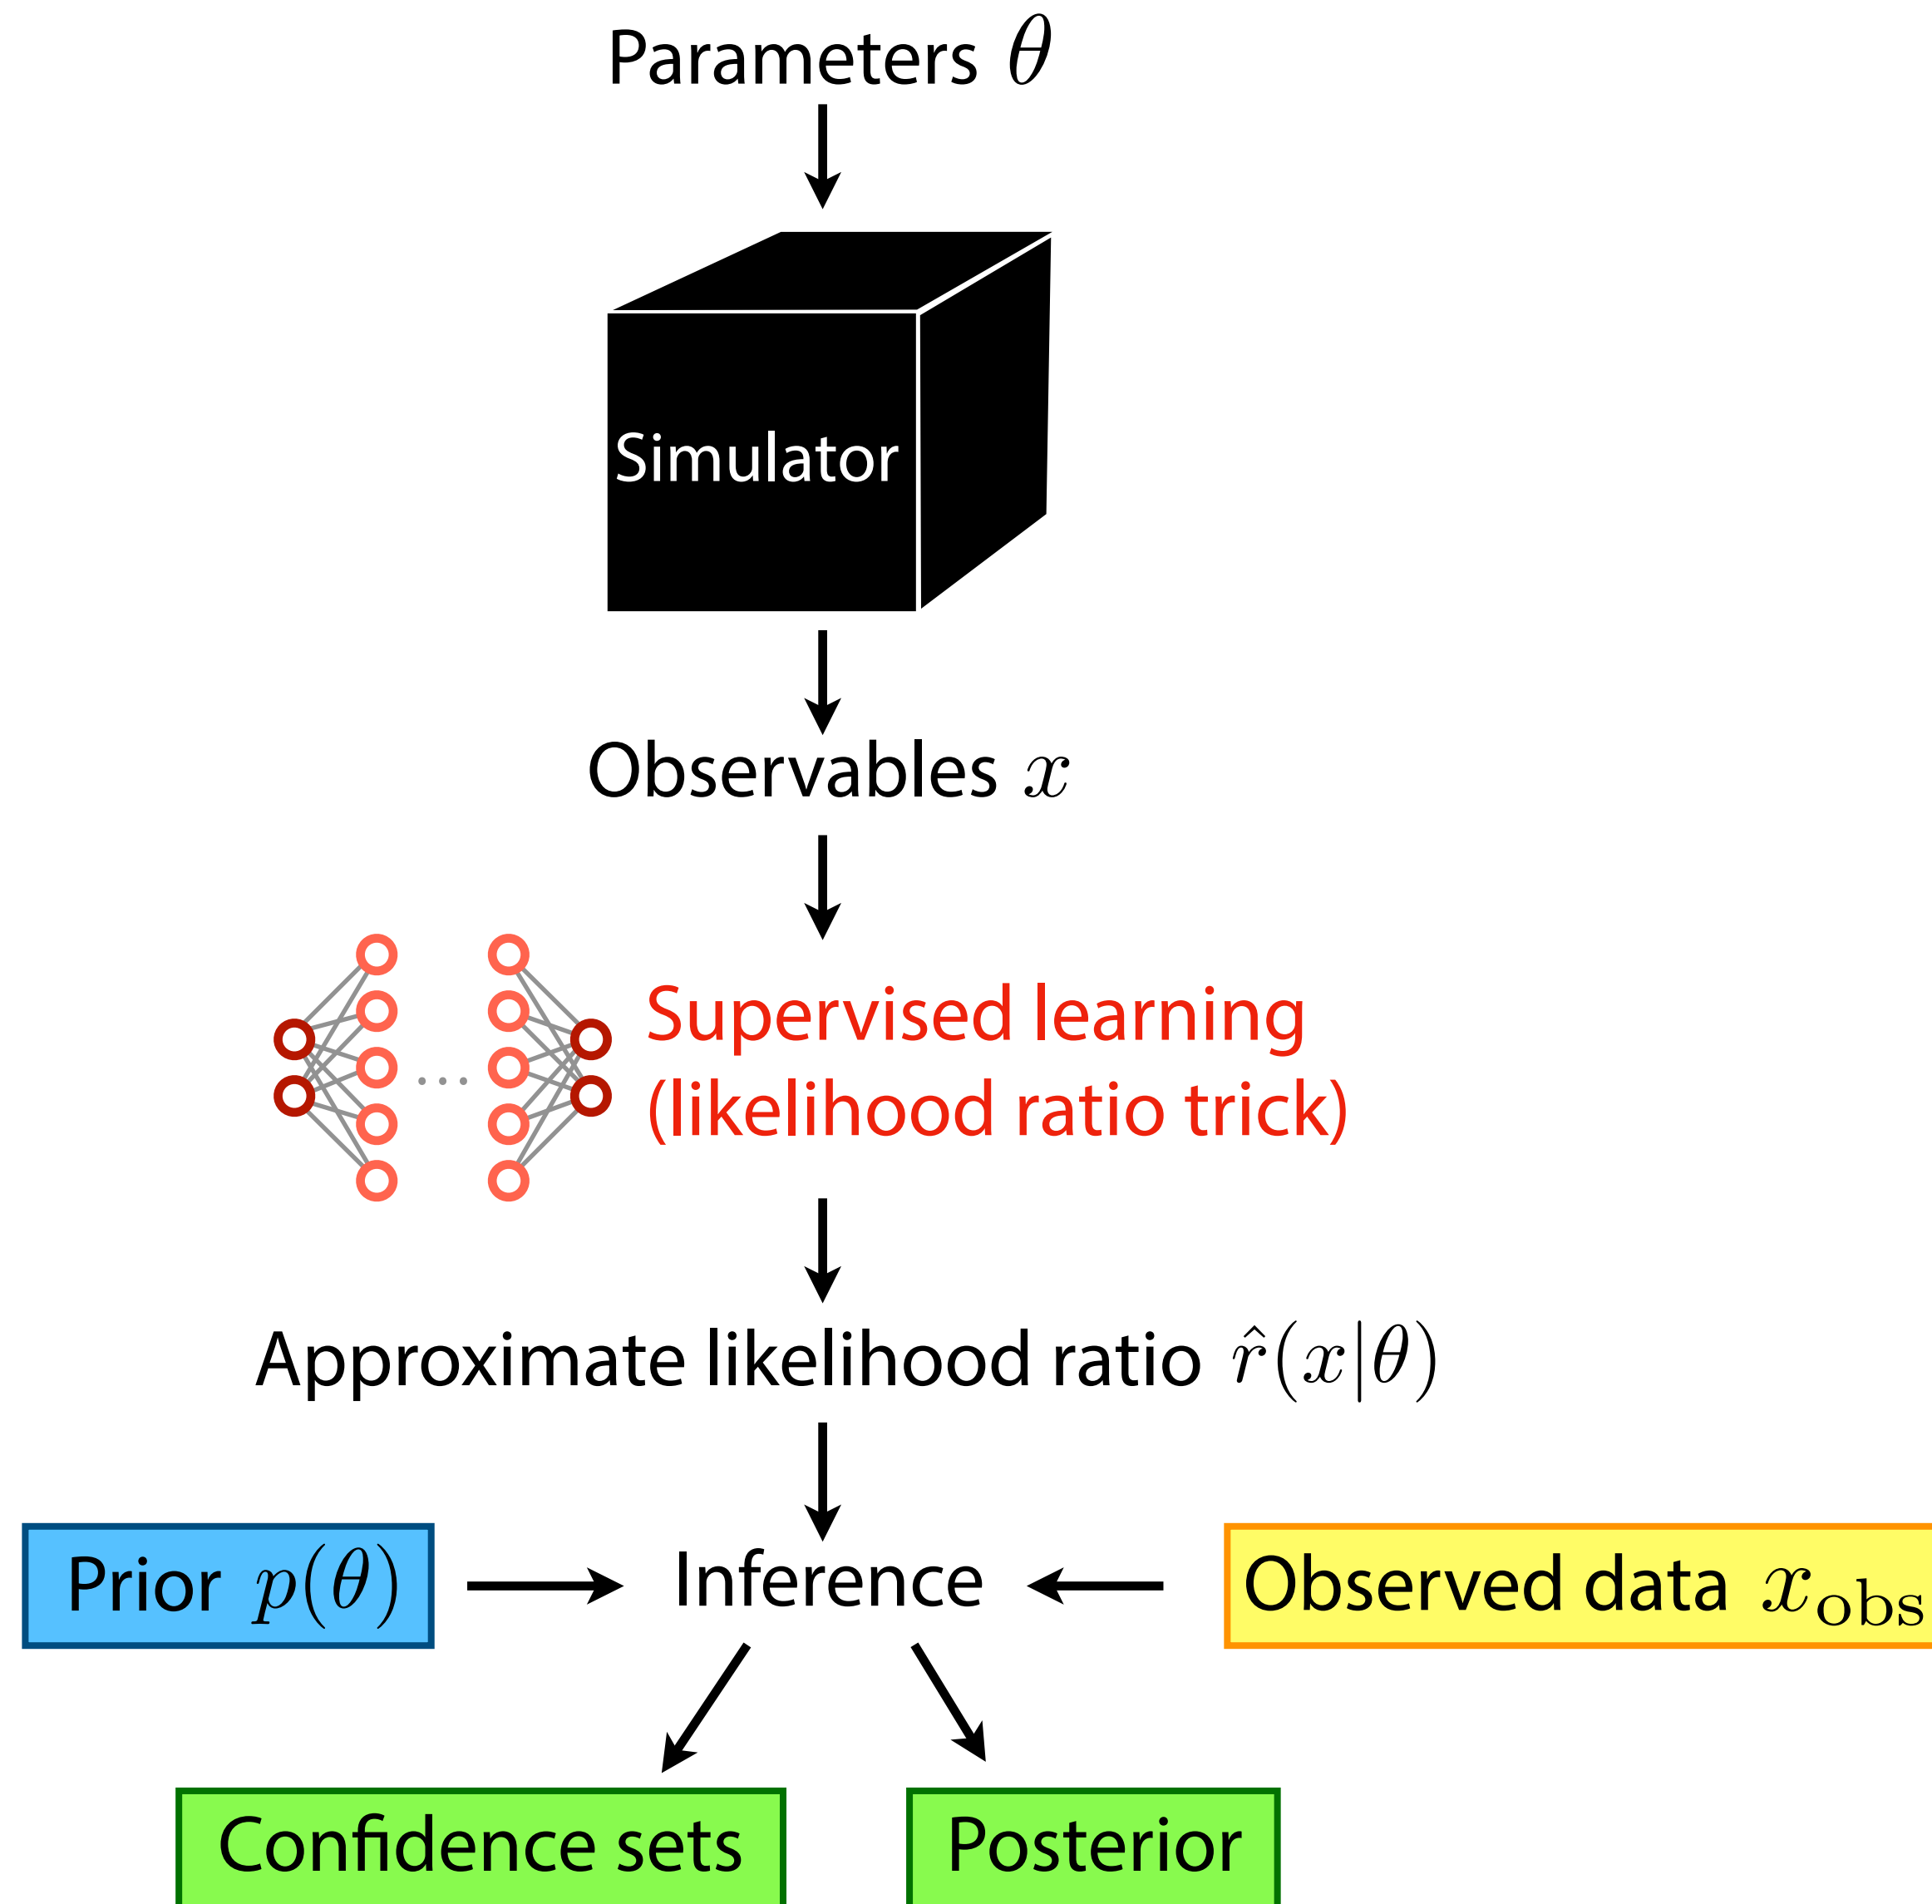 Parameters θ
Simulator
Observables x
Supervised learning
(likelihood ratio trick)
Approximate likelihood ratio r̂(x|θ)
Prior p(θ)
Inference
Observed data x_obs
Confidence sets
Posterior